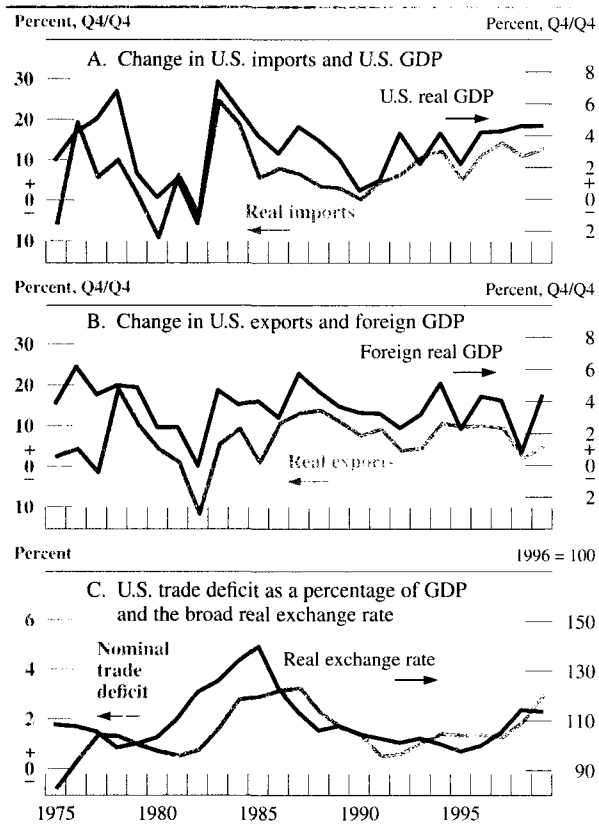 Percent, Q4/Q4 Percent, Q4/Q4
A. Change in U.S. imports and U.S. GDP
30 8
U.S. real GDP 6
20 4
10 2
+ +
0 0
− −
Real imports
10 2
Percent, Q4/Q4 Percent, Q4/Q4
B. Change in U.S. exports and foreign GDP
30 8
Foreign real GDP
20 6
4
10 2
+ +
Real exports
0 0
− −
10 2
Percent 1996 = 100
C. U.S. trade deficit as a percentage of GDP
and the broad real exchange rate
6 150
Nominal
trade
deficit
Real exchange rate
4 130
2 110
+
0 90
−
1975 1980 1985 1990 1995